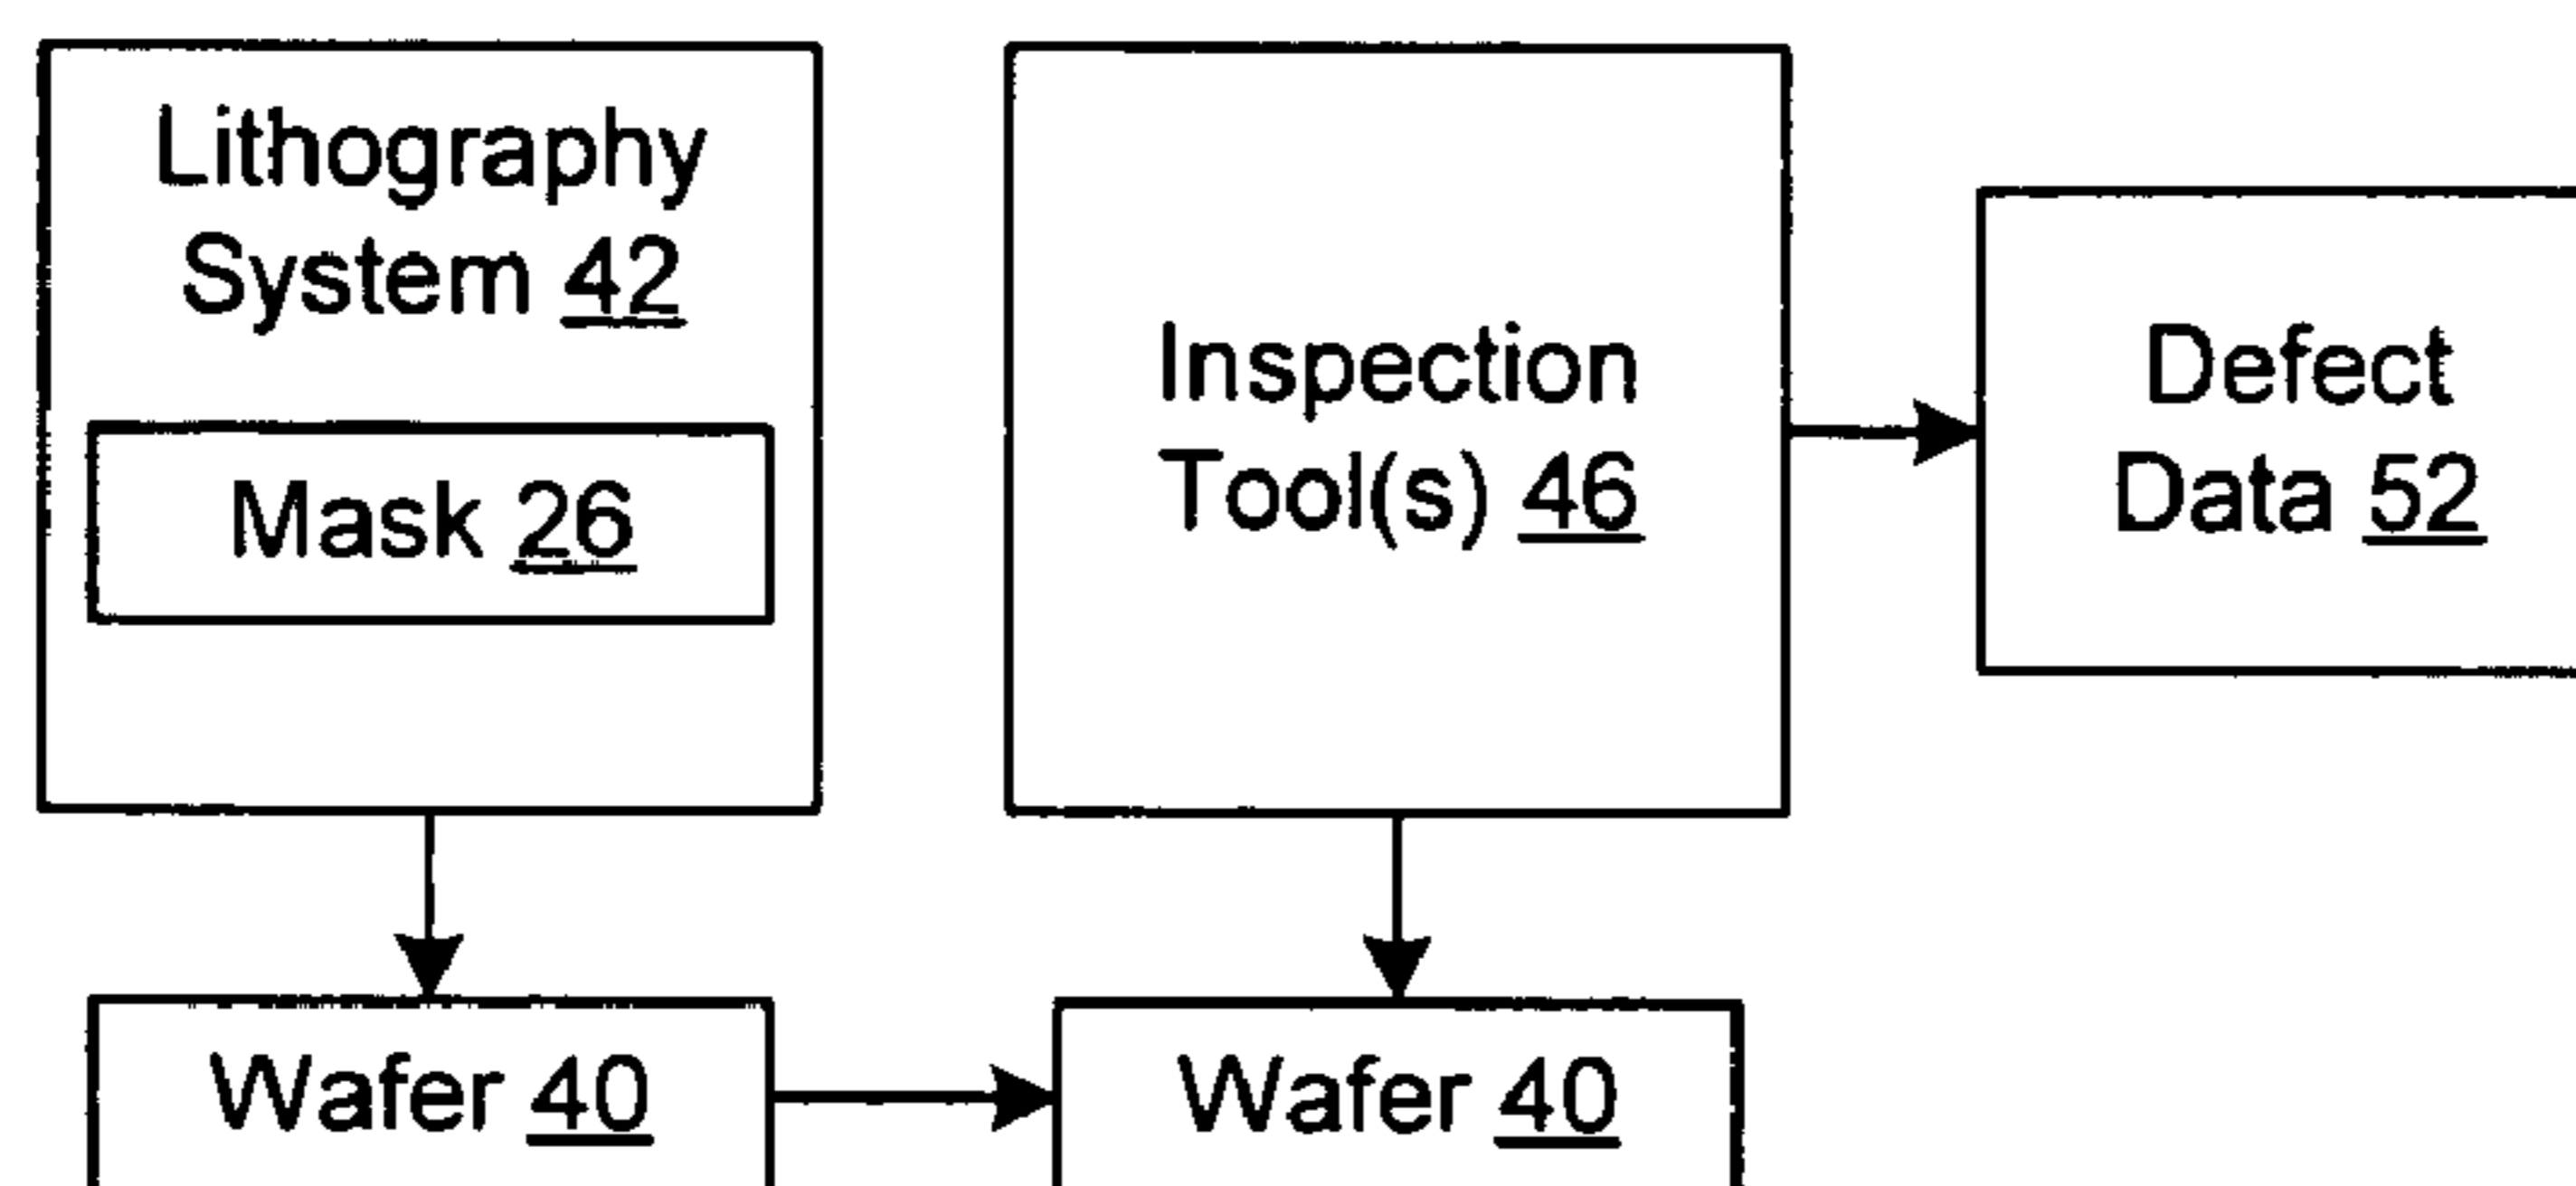 Lithography
System 42
Mask 26
Inspection
Tool(s) 46
Defect
Data 52
Wafer 40
Wafer 40